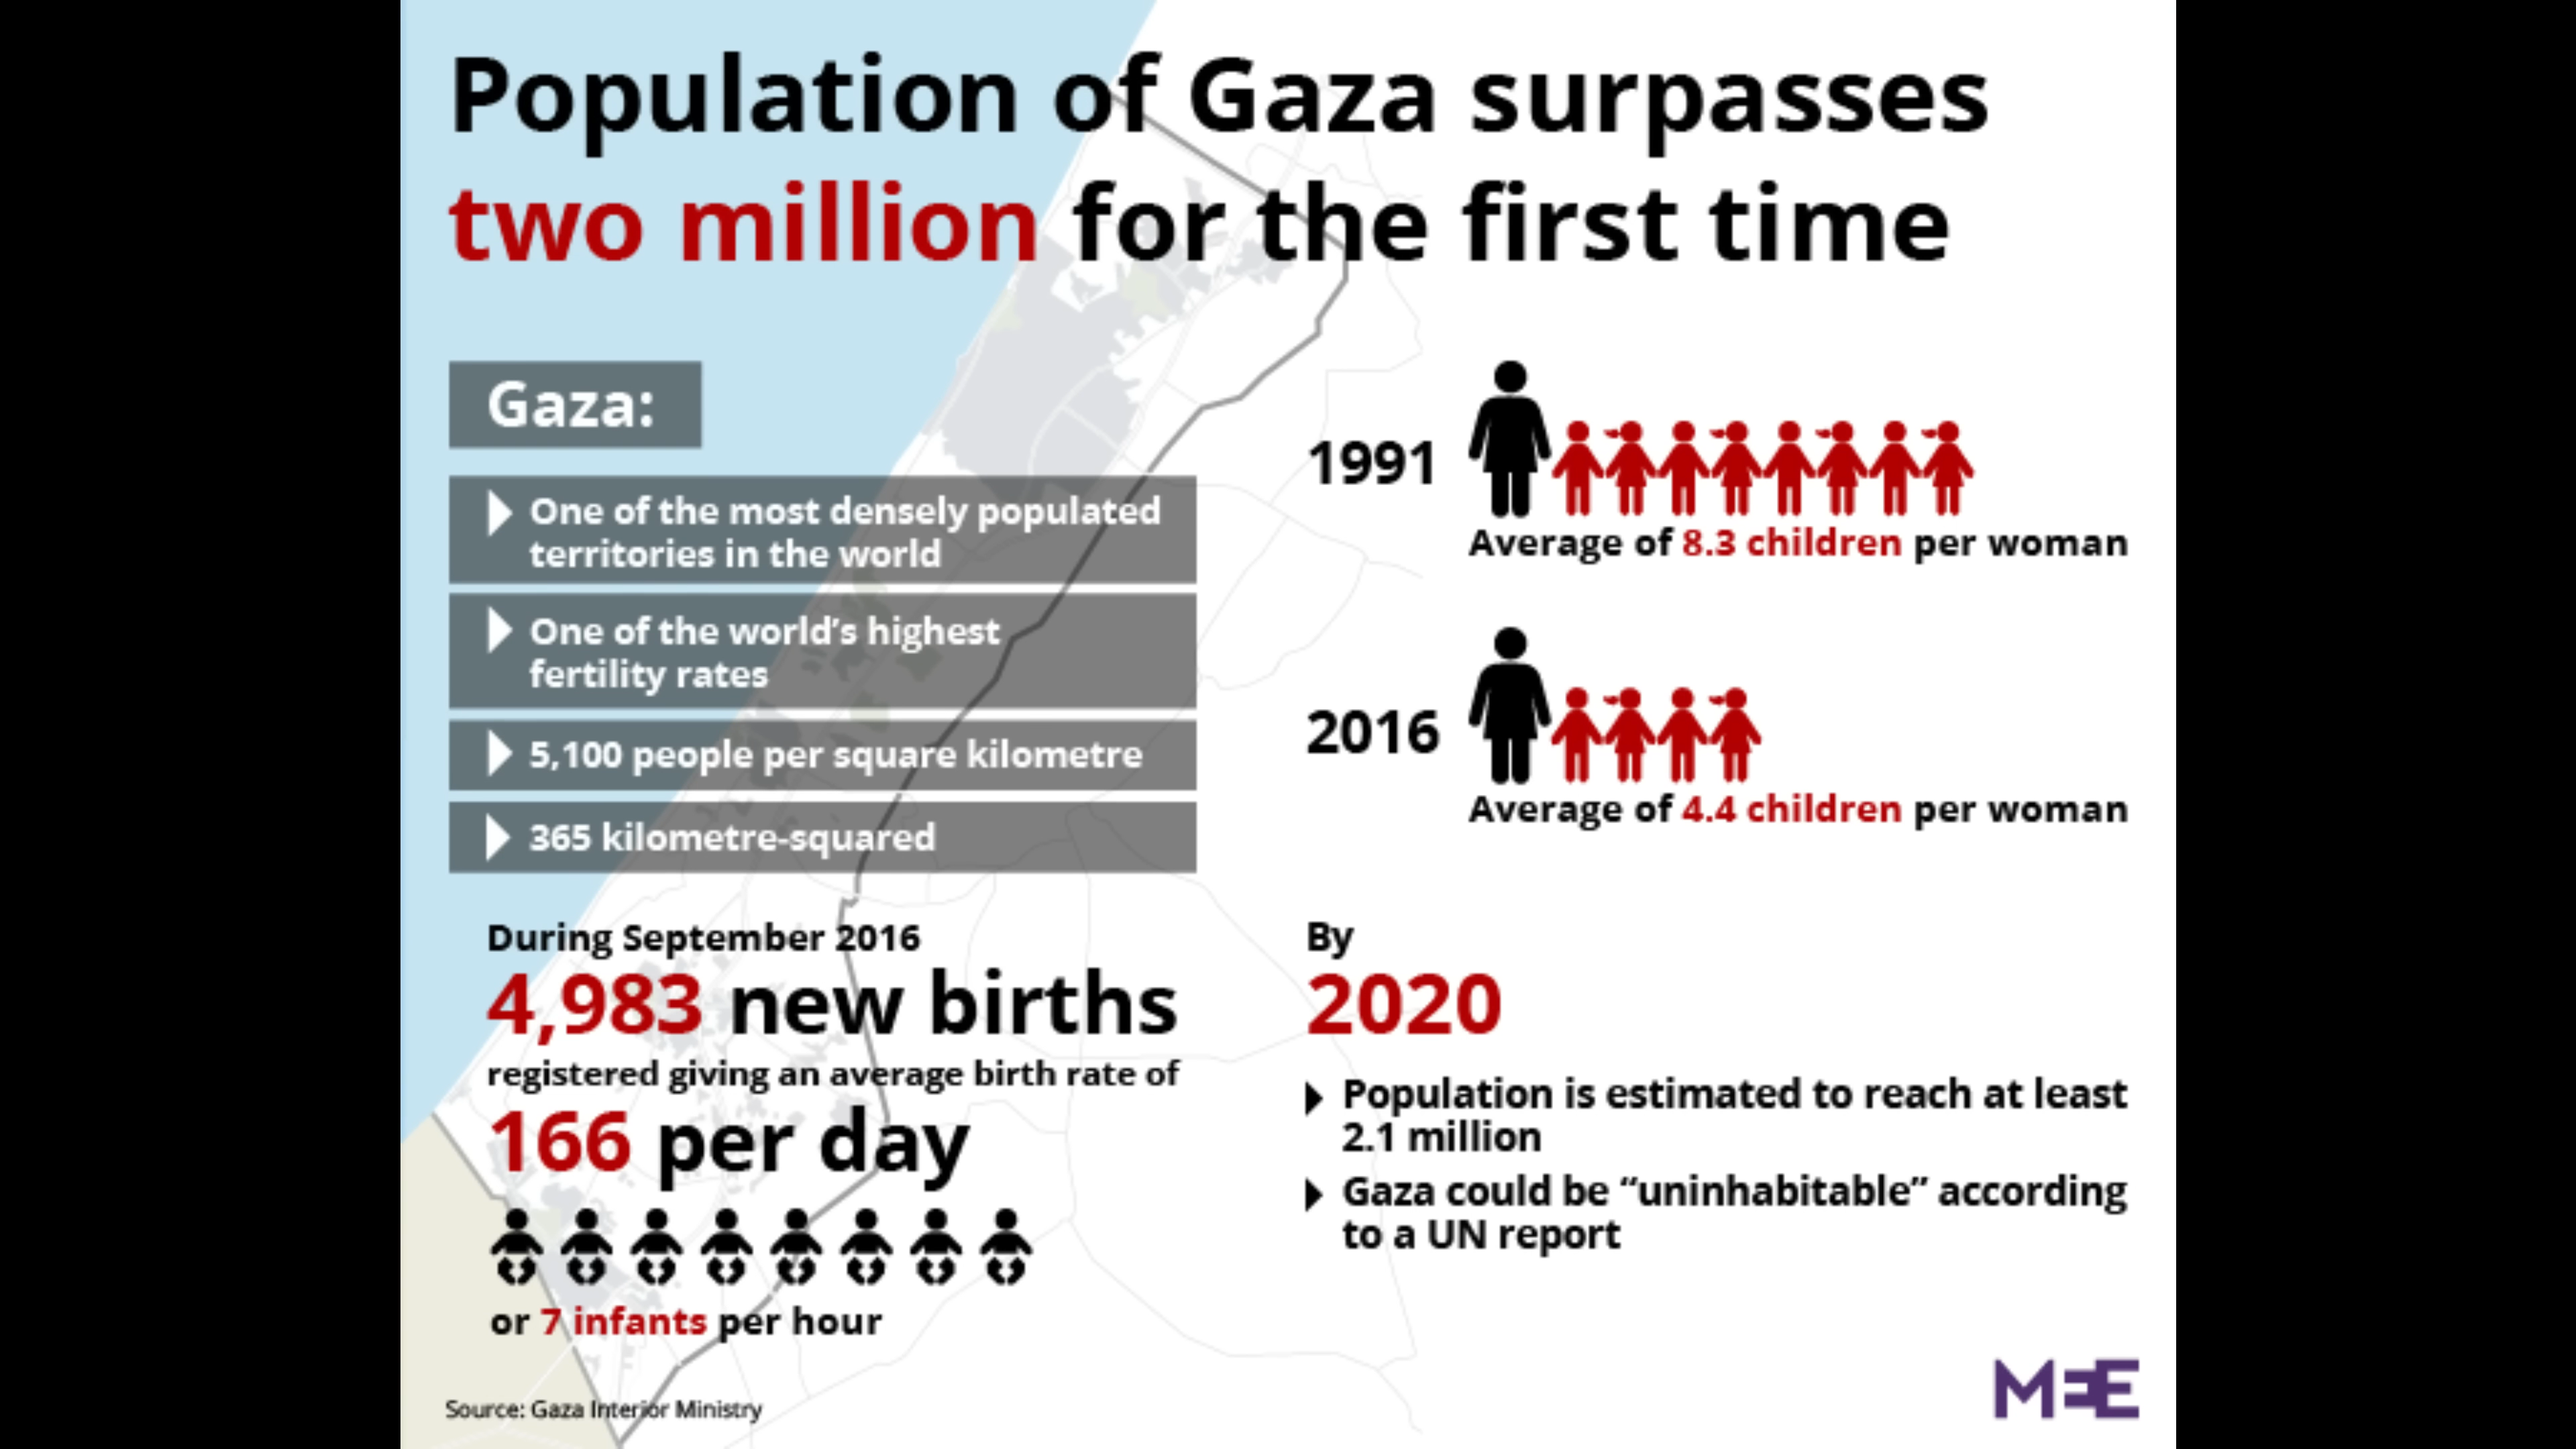 Population of Gaza surpasses
two million for the first time
Gaza:
One of the most densely populated
territories in the world
One of the world’s highest
fertility rates
5,100 people per square kilometre
365 kilometre-squared
1991
Average of 8.3 children per woman
2016
Average of 4.4 children per woman
During September 2016
4,983 new births
registered giving an average birth rate of
166 per day
or 7 infants per hour
By
2020
Population is estimated to reach at least
2.1 million
Gaza could be “uninhabitable” according
to a UN report
Source: Gaza Interior Ministry
MEE